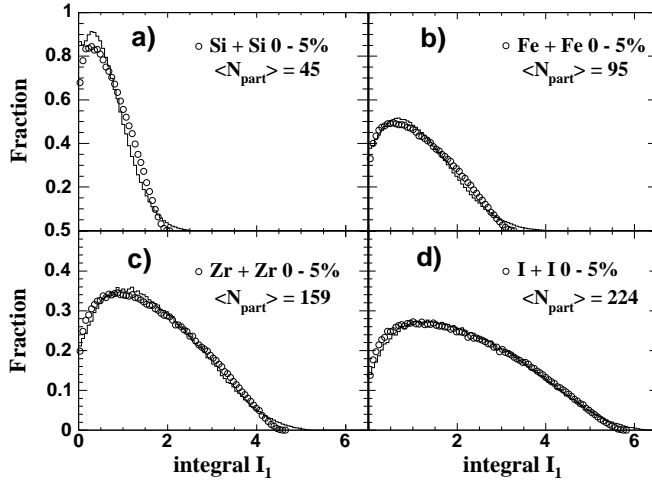 a)
Si + Si 0 - 5%
<N_part> = 45
b)
Fe + Fe 0 - 5%
<N_part> = 95
1
0.8
0.6
0.4
0.2
0.5
Fraction
c)
Zr + Zr 0 - 5%
<N_part> = 159
d)
I + I 0 - 5%
<N_part> = 224
0.4
0.3
0.2
0.1
0
Fraction
0 2 4 6
2 4 6
integral I_1
integral I_1